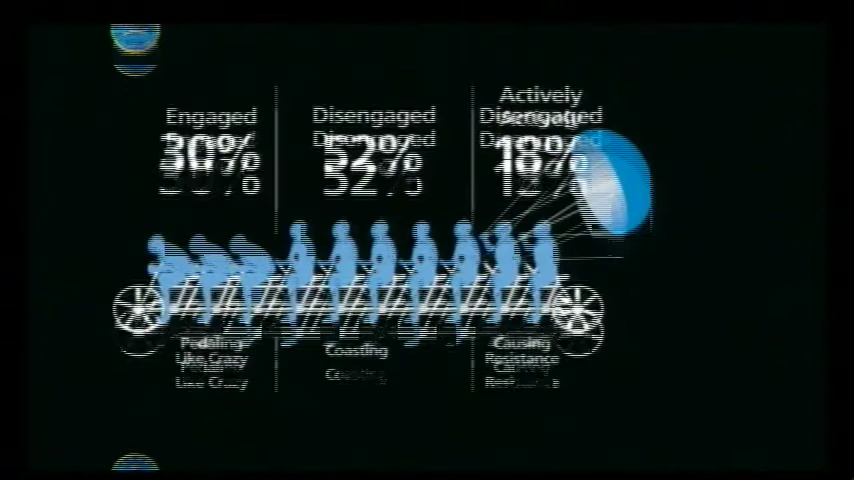 Engaged
30%
Disengaged
52%
Actively
Disengaged
18%
Pedaling
Like Crazy
Coasting
Causing
Resistance